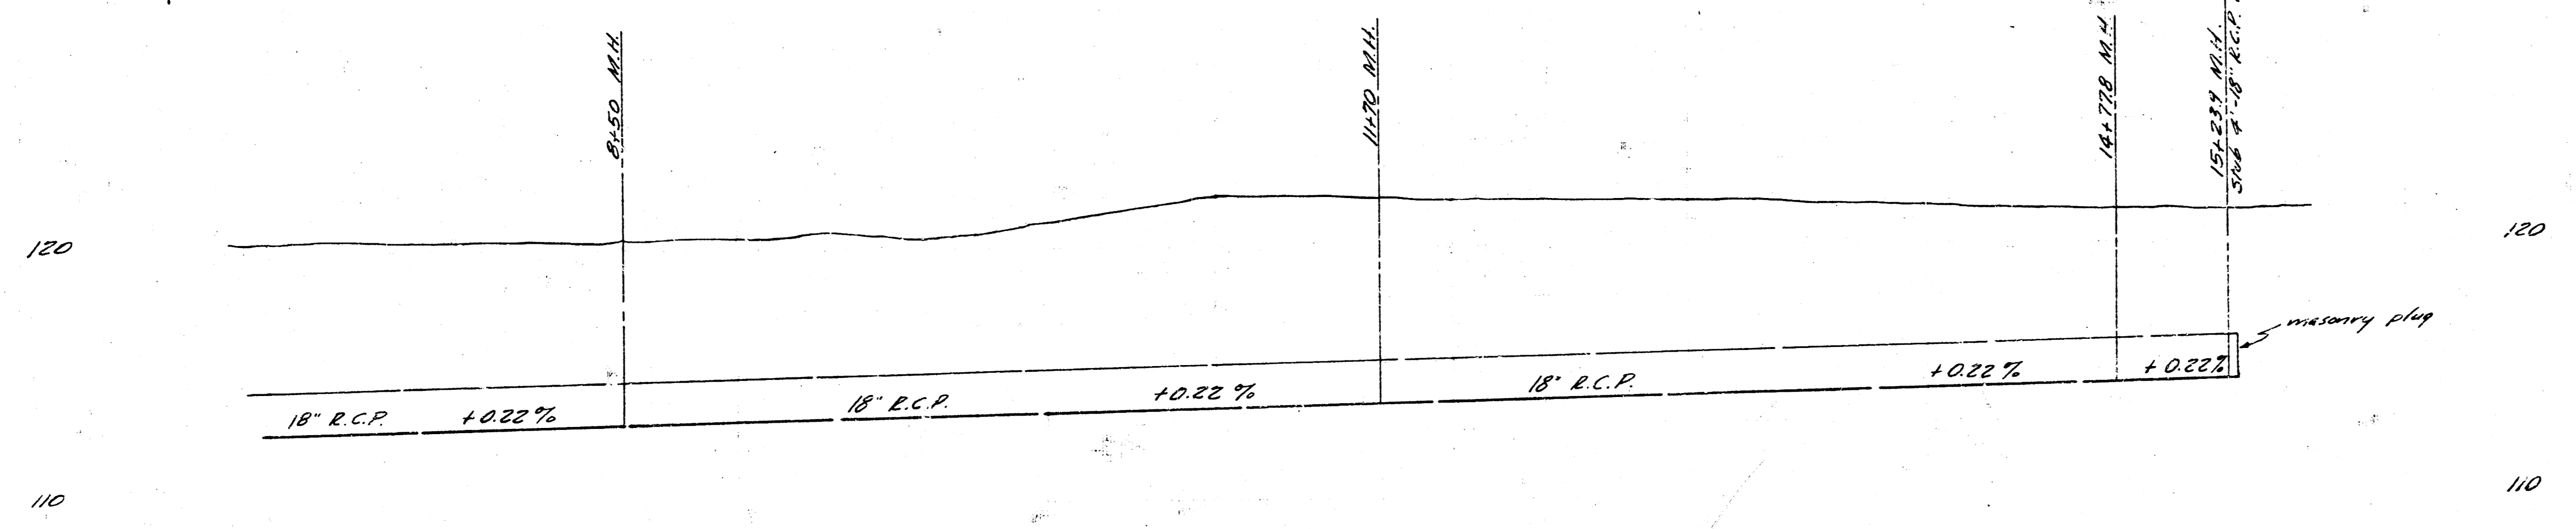 8+50 M.H.
11+70 M.H.
14+77.8 M.H
15+23.9 M.H.
Stub 4'-18" R.C.P.
120
120
masonry plug
18" R.C.P.
+0.22%
18" R.C.P.
+0.22 %
18" R.C.P.
+0.22 %
+0.22%
110
110